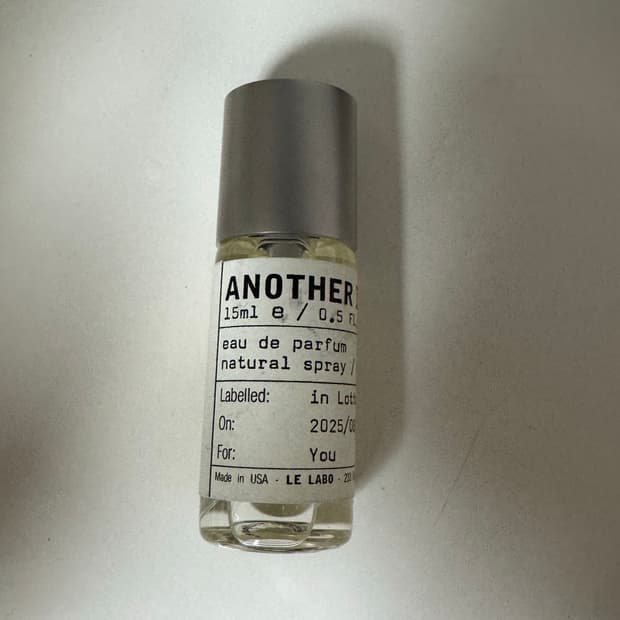 ANOTHER
15ml e / 0.5 FL
eau de parfum
natural spray /
Labelled: in Lott
On: 2025/0
For: You
Made in USA - LE LABO - 23